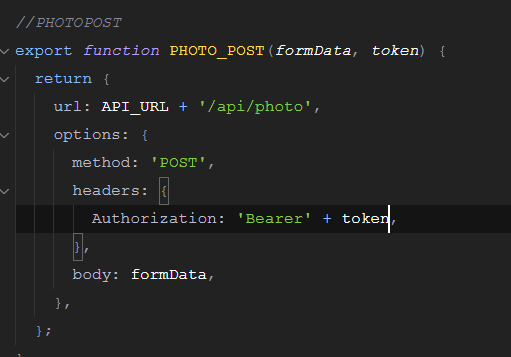 //PHOTOPOST
export function PHOTO_POST(formData, token) {
return {
url: API_URL + '/api/photo',
options: {
method: 'POST',
headers: {
Authorization: 'Bearer' + token,
},
body: formData,
},
};
}